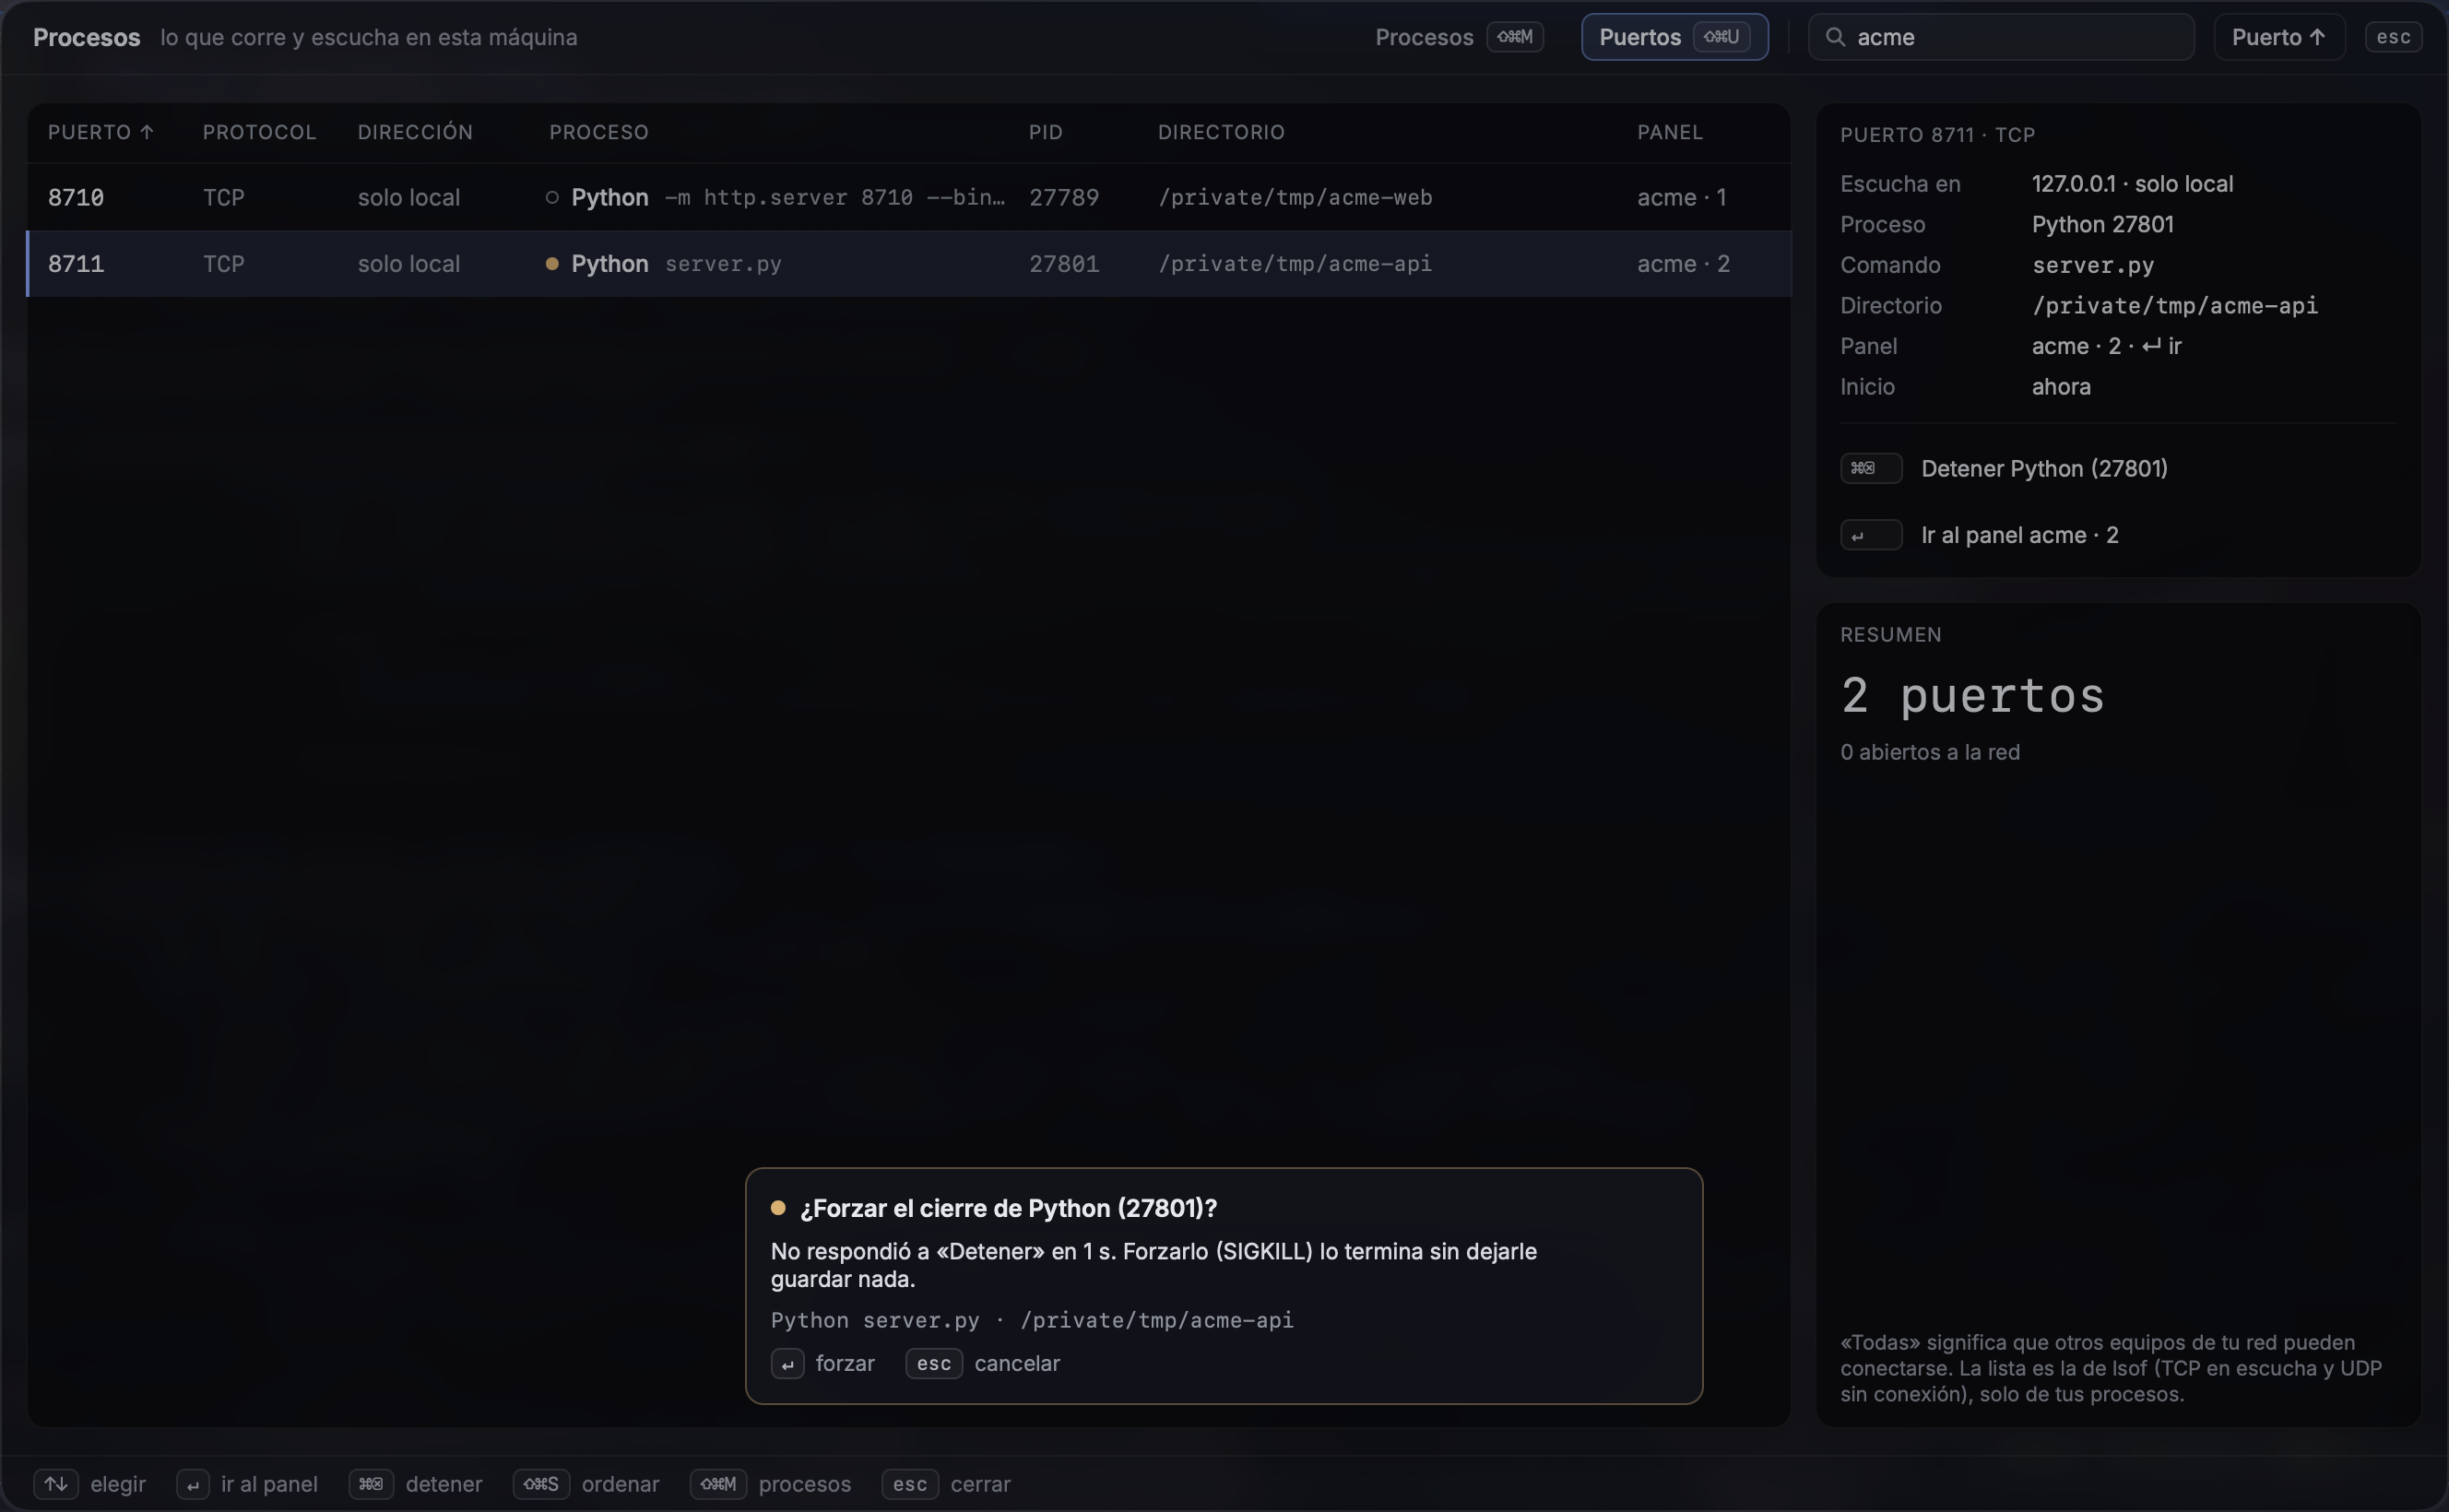 Procesos lo que corre y escucha en esta máquina Procesos ⇧⌘M Puertos ⇧⌘U acme Puerto ↑ esc
PUERTO ↑ PROTOCOL DIRECCIÓN PROCESO PID DIRECTORIO PANEL
8710 TCP solo local Python -m http.server 8710 --bin… 27789 /private/tmp/acme-web acme · 1
8711 TCP solo local Python server.py 27801 /private/tmp/acme-api acme · 2
PUERTO 8711 · TCP
Escucha en 127.0.0.1 · solo local
Proceso Python 27801
Comando server.py
Directorio /private/tmp/acme-api
Panel acme · 2 · ↵ ir
Inicio ahora
⌘⌫ Detener Python (27801)
↵ Ir al panel acme · 2
RESUMEN
2 puertos
0 abiertos a la red
«Todas» significa que otros equipos de tu red pueden
conectarse. La lista es la de lsof (TCP en escucha y UDP
sin conexión), solo de tus procesos.
¿Forzar el cierre de Python (27801)?
No respondió a «Detener» en 1 s. Forzarlo (SIGKILL) lo termina sin dejarle
guardar nada.
Python server.py · /private/tmp/acme-api
↵ forzar esc cancelar
↑↓ elegir ↵ ir al panel ⌘⌫ detener ⇧⌘S ordenar ⇧⌘M procesos esc cerrar